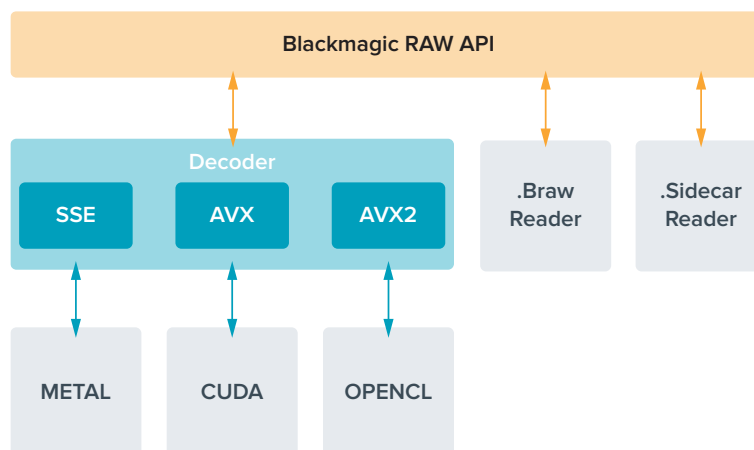 Blackmagic RAW API
Decoder
SSE
AVX
AVX2
.Braw
Reader
.Sidecar
Reader
METAL
CUDA
OPENCL